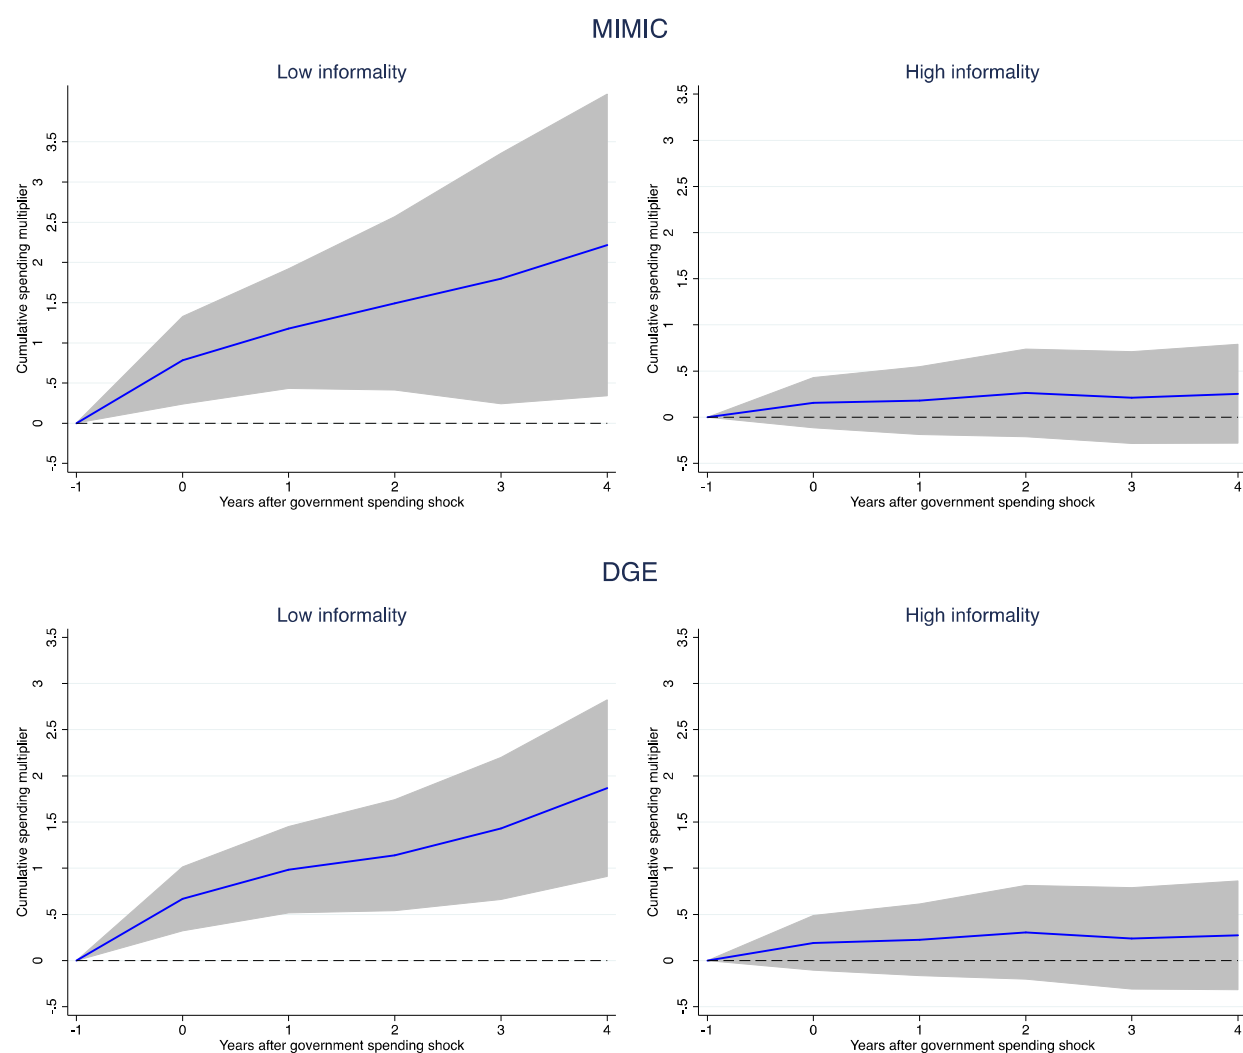 MIMIC
Low informality
Cumulative spending multiplier
3.5
3
2.5
2
1.5
1
.5
0
-.5
-1 0 1 2 3 4
Years after government spending shock
High informality
Cumulative spending multiplier
3.5
3
2.5
2
1.5
1
.5
0
-.5
-1 0 1 2 3 4
Years after government spending shock
DGE
Low informality
Cumulative spending multiplier
3.5
3
2.5
2
1.5
1
.5
0
-.5
-1 0 1 2 3 4
Years after government spending shock
High informality
Cumulative spending multiplier
3.5
3
2.5
2
1.5
1
.5
0
-.5
-1 0 1 2 3 4
Years after government spending shock